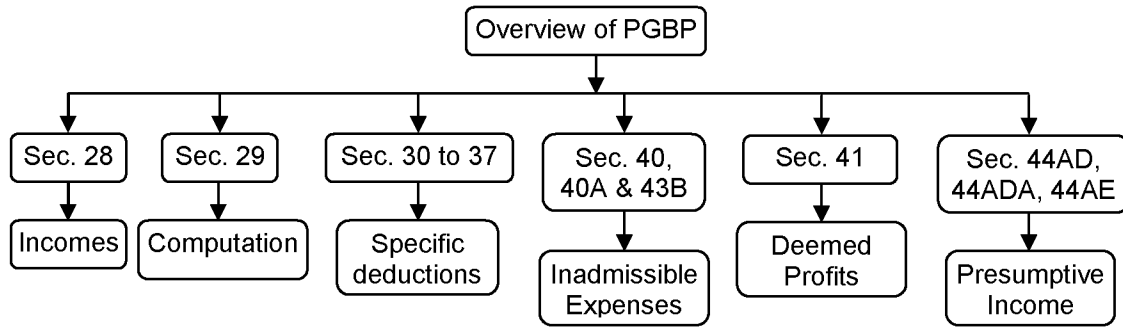 Overview of PGBP
Sec. 28
Sec. 29
Sec. 30 to 37
Sec. 40,
40A & 43B
Sec. 41
Sec. 44AD,
44ADA, 44AE
Incomes
Computation
Specific
deductions
Inadmissible
Expenses
Deemed
Profits
Presumptive
Income